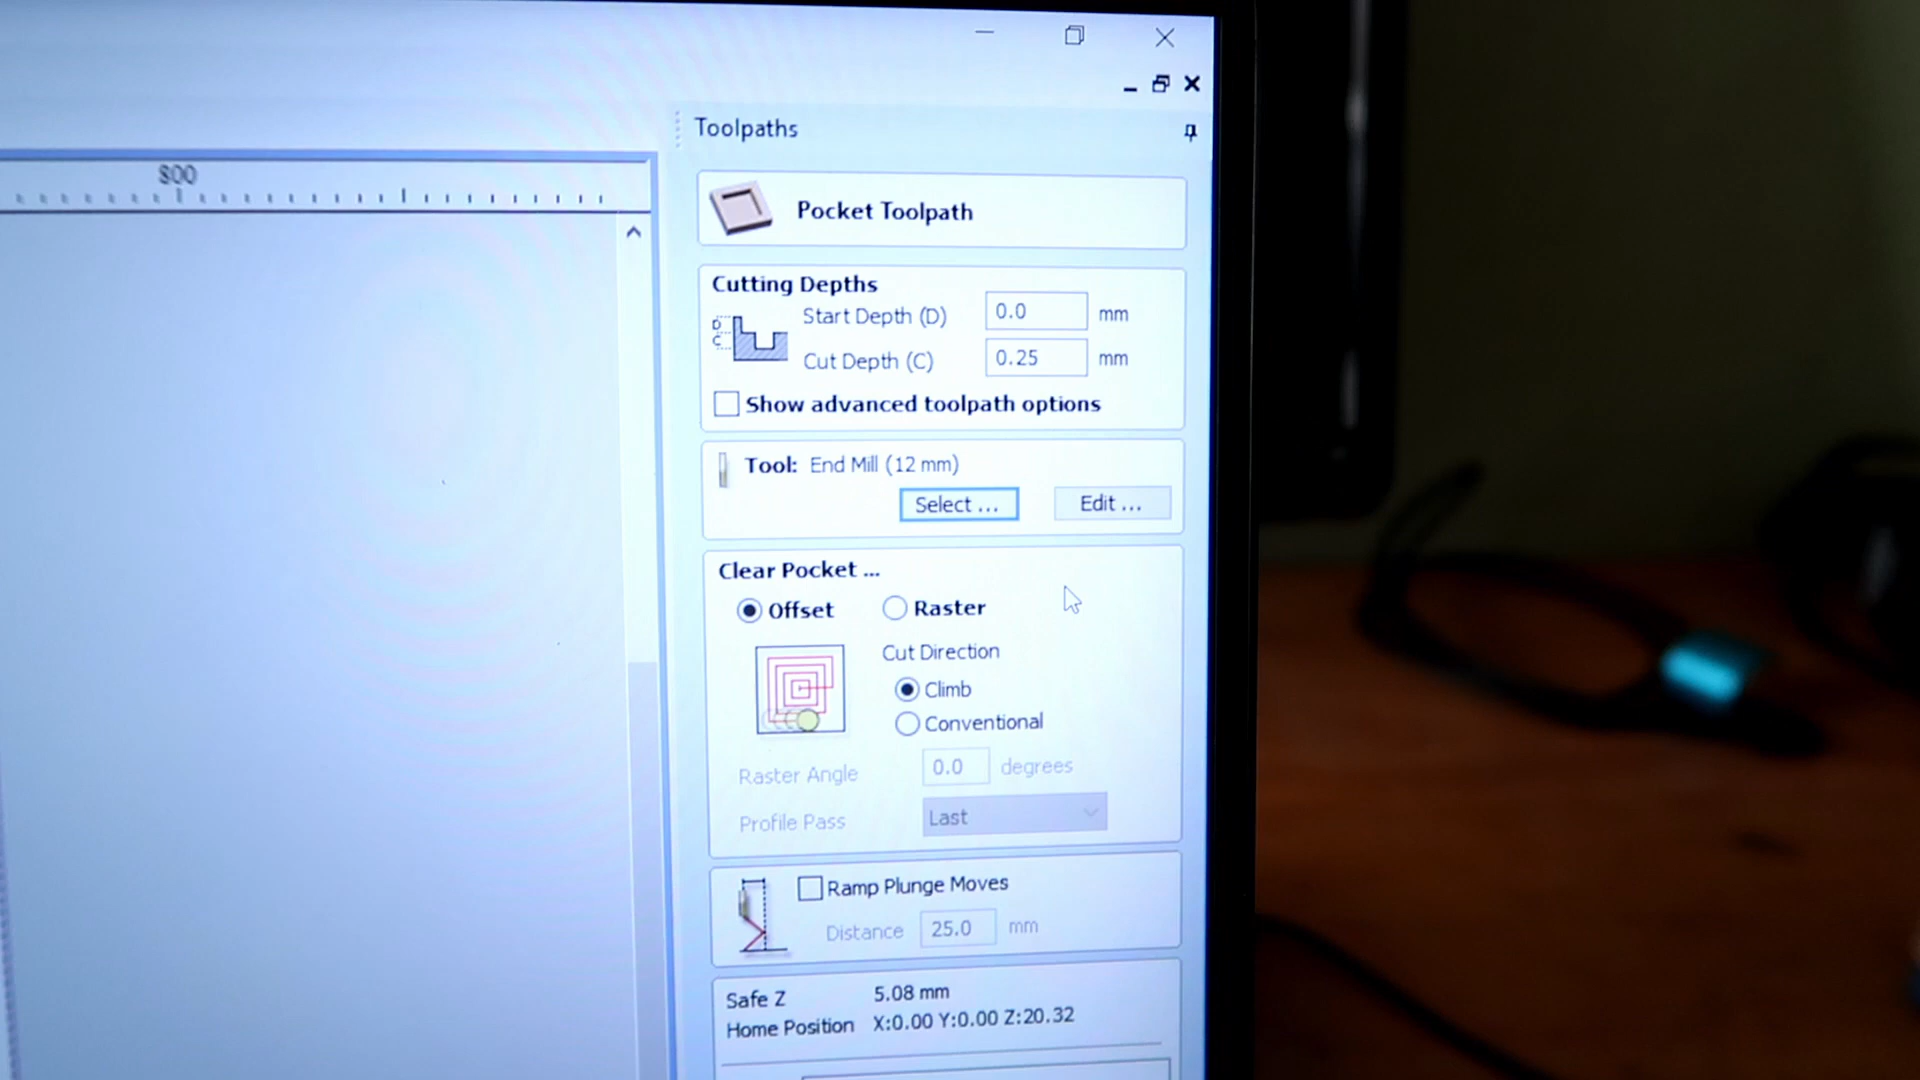 Toolpaths
800
Pocket Toolpath
Cutting Depths
D
C
Start Depth (D) 0.0 mm
Cut Depth (C) 0.25 mm
Show advanced toolpath options
Tool: End Mill (12 mm)
Select ... Edit ...
Clear Pocket ...
Offset Raster
Cut Direction
Climb
Conventional
Raster Angle 0.0 degrees
Profile Pass Last
Ramp Plunge Moves
Distance 25.0 mm
Safe Z 5.08 mm
Home Position X:0.00 Y:0.00 Z:20.32